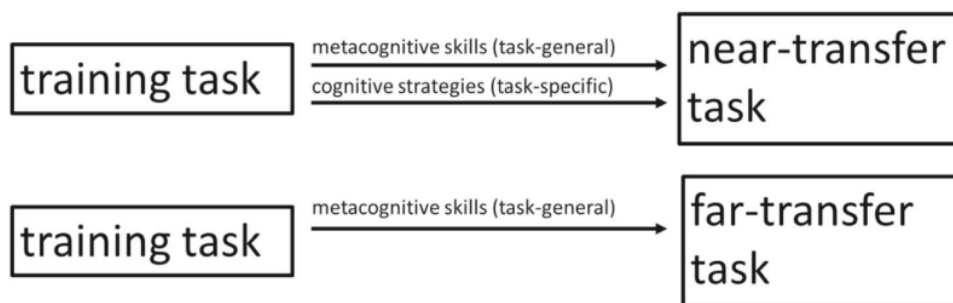 training task
metacognitive skills (task-general)
cognitive strategies (task-specific)
near-transfer
task
training task
metacognitive skills (task-general)
far-transfer
task